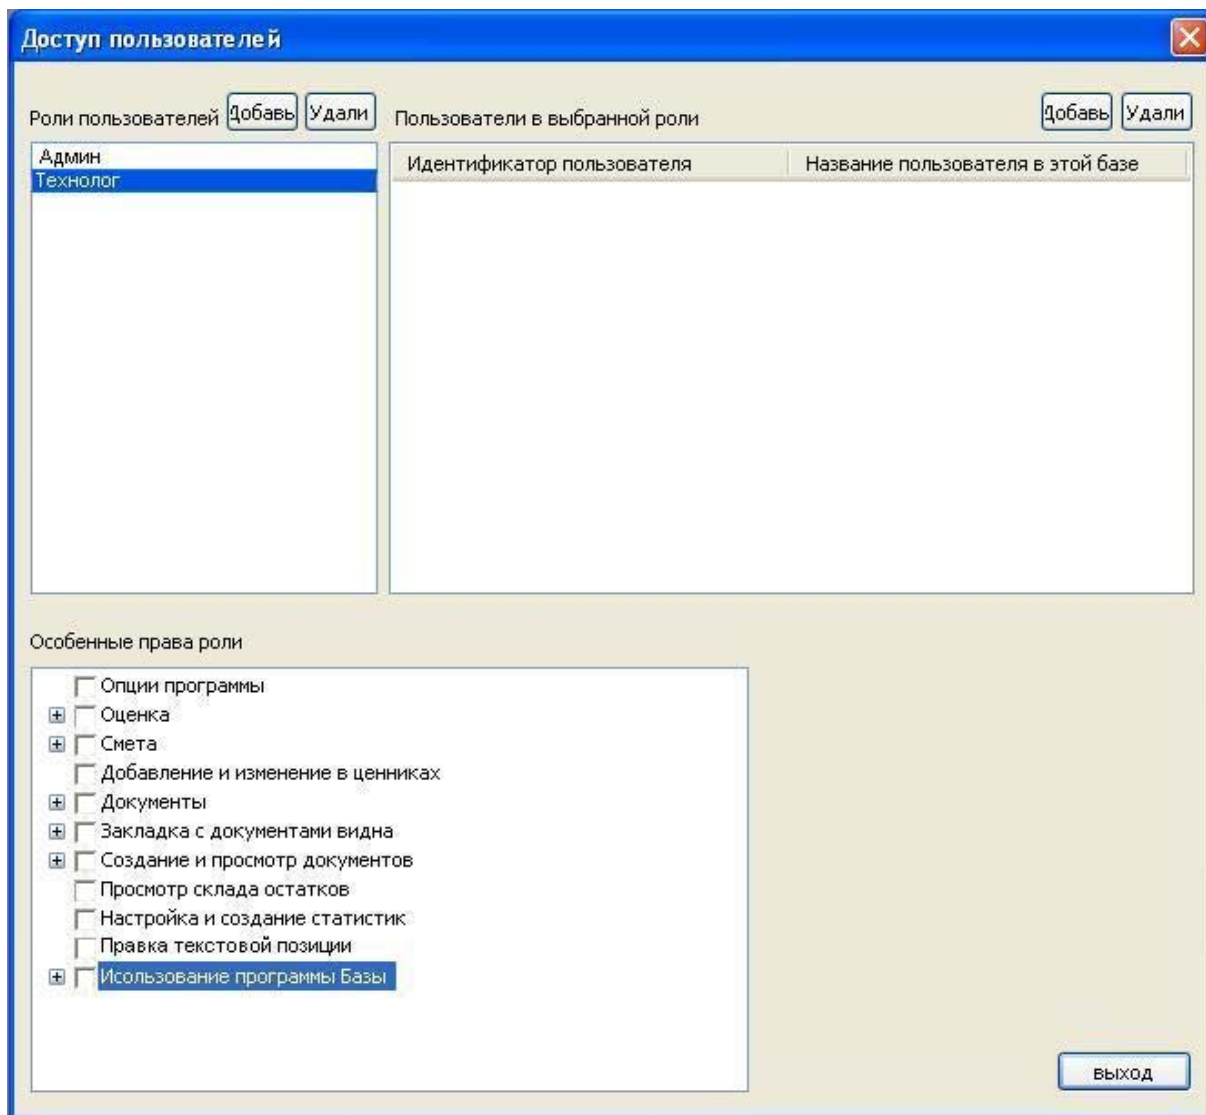 Доступ пользователей
Роли пользователей Добавь Удали Пользователи в выбранной роли Добавь Удали
Админ
Технолог
Идентификатор пользователя Название пользователя в этой базе
Особенные права роли
Опции программы
Оценка
Смета
Добавление и изменение в ценниках
Документы
Закладка с документами видна
Создание и просмотр документов
Просмотр склада остатков
Настройка и создание статистик
Правка текстовой позиции
Исользование программы Базы
выход